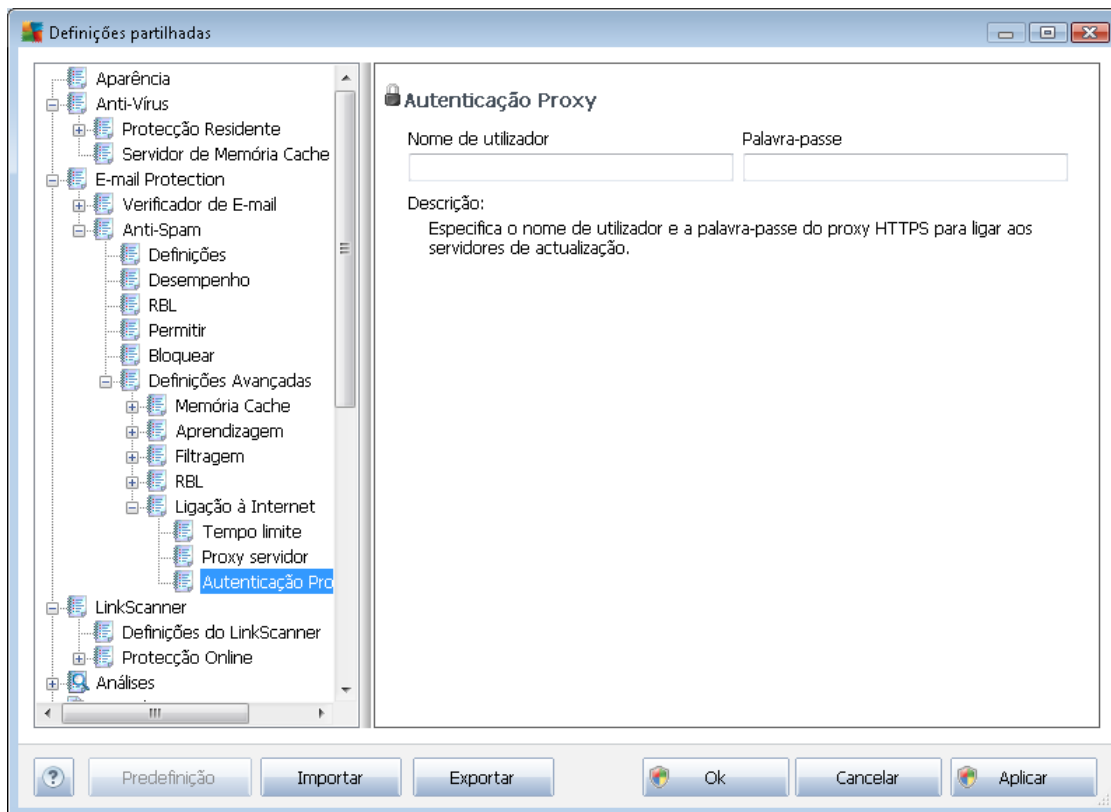 Definições partilhadas
Aparência
Anti-Vírus
Protecção Residente
Servidor de Memória Cache
E-mail Protection
Verificador de E-mail
Anti-Spam
Definições
Desempenho
RBL
Permitir
Bloquear
Definições Avançadas
Memória Cache
Aprendizagem
Filtragem
RBL
Ligação à Internet
Tempo limite
Proxy servidor
Autenticação Pro
LinkScanner
Definições do LinkScanner
Protecção Online
Análises
Autenticação Proxy
Nome de utilizador Palavra-passe
Descrição:
Especifica o nome de utilizador e a palavra-passe do proxy HTTPS para ligar aos
servidores de actualização.
? Predefinição Importar Exportar Ok Cancelar Aplicar